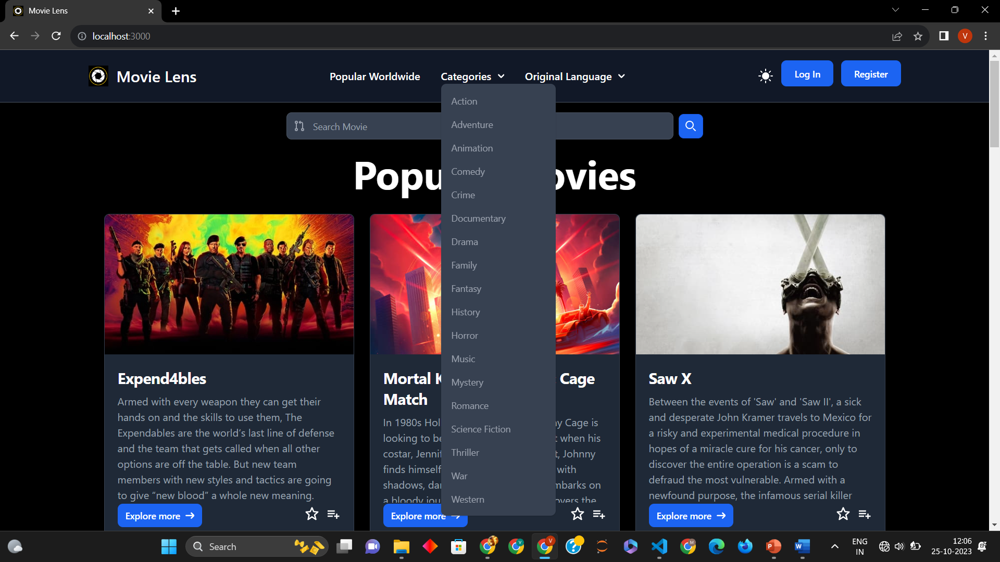 Movie Lens
localhost:3000
V
Movie Lens
Popular Worldwide
Categories
Original Language
Log In
Register
Search Movie
Action
Adventure
Animation
Comedy
Crime
Documentary
Drama
Family
Fantasy
History
Horror
Music
Mystery
Romance
Science Fiction
Thriller
War
Western
Popu ovies
Expend4bles
Armed with every weapon they can get their
hands on and the skills to use them, The
Expendables are the world’s last line of defense
and the team that gets called when all other
options are off the table. But new team
members with new styles and tactics are going
to give “new blood” a whole new meaning.
Explore more
Mortal K Cage
Match
In 1980s Hol ny Cage is
looking to be t when his
costar, Jennif t, Johnny
finds himself with
shadows, dar mbarks on
a bloody jou overs the
Explore more
Saw X
Between the events of 'Saw' and 'Saw II', a sick
and desperate John Kramer travels to Mexico for
a risky and experimental medical procedure in
hopes of a miracle cure for his cancer, only to
discover the entire operation is a scam to
defraud the most vulnerable. Armed with a
newfound purpose, the infamous serial killer
Explore more
Search
ENG
IN
12:06
25-10-2023